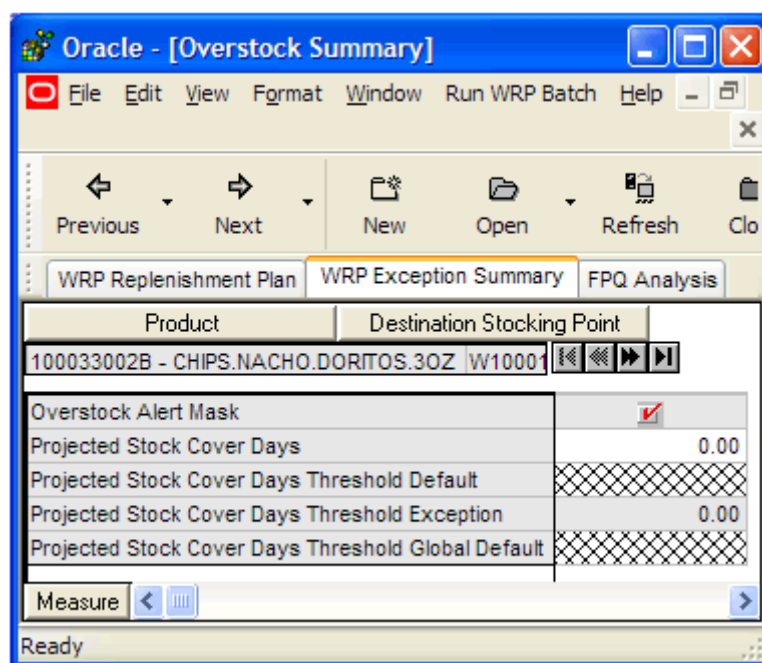 Oracle - [Overstock Summary]
File Edit View Format Window Run WRP Batch Help
Previous Next New Open Refresh Clo
WRP Replenishment Plan WRP Exception Summary FPQ Analysis
Product Destination Stocking Point
100033002B - CHIPS.NACHO.DORITOS.3OZ W10001
Overstock Alert Mask
Projected Stock Cover Days 0.00
Projected Stock Cover Days Threshold Default
Projected Stock Cover Days Threshold Exception 0.00
Projected Stock Cover Days Threshold Global Default
Measure
Ready